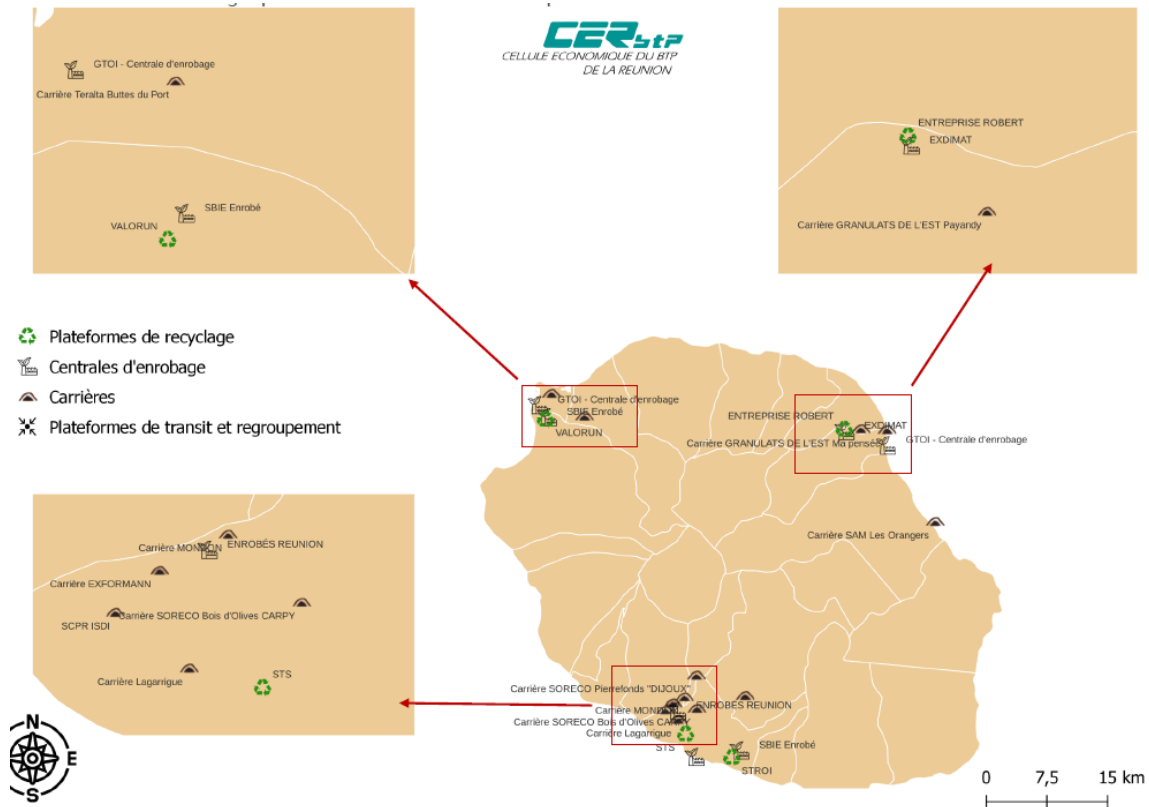 CERbtp
CELLULE ECONOMIQUE DU BTP
DE LA REUNION
GTOI - Centrale d'enrobage
Carrière Teralta Buttes du Port
SBIE Enrobé
VALORUN
ENTREPRISE ROBERT
EXDIMAT
Carrière GRANULATS DE L'EST Payandy
Plateformes de recyclage
Centrales d'enrobage
Carrières
Plateformes de transit et regroupement
GTOI - Centrale d'enrobage
SBIE Enrobé
VALORUN
ENTREPRISE ROBERT
EXDIMAT
Carrière GRANULATS DE L'EST Ma pensée
GTOI - Centrale d'enrobage
Carrière SAM Les Orangers
Carrière MONDON
ENROBÉS REUNION
Carrière EXFORMANN
Carrière SORECO Bois d'Olives CARPY
SCPR ISDI
Carrière Lagarrigue
STS
Carrière SORECO Pierrefonds "DIJOUX"
Carrière MONDON
ENROBÉS REUNION
Carrière SORECO Bois d'Olives CARPY
Carrière Lagarrigue
STS
SBIE Enrobé
STROI
N
E
S
0 7,5 15 km